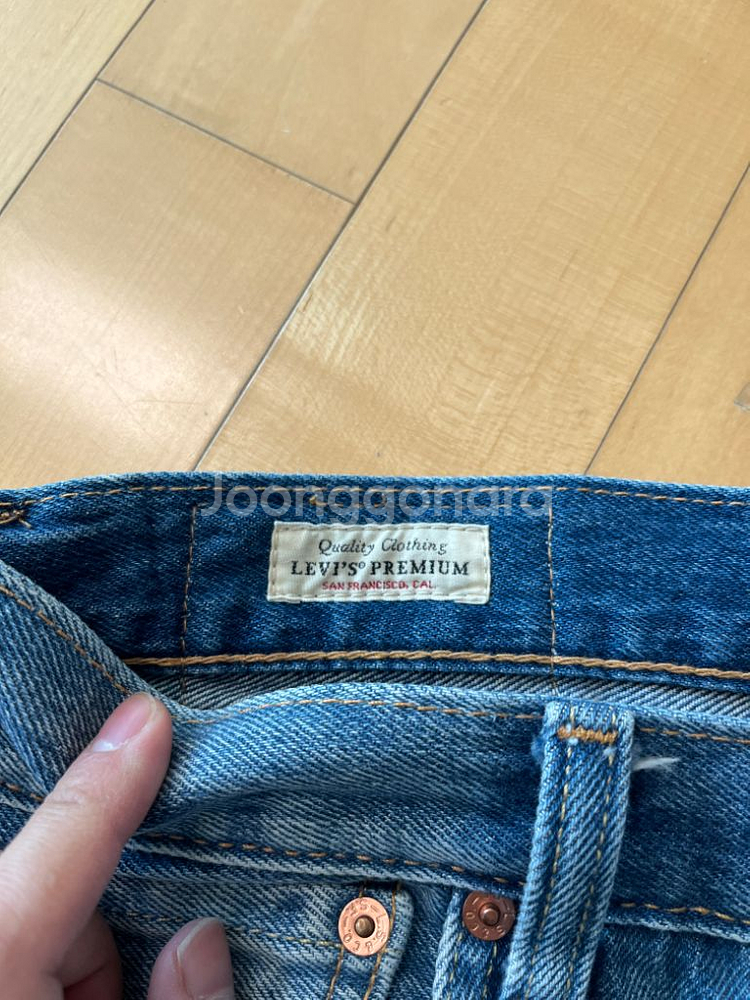 Joonggonara
Quality Clothing
LEVI'S® PREMIUM
SAN FRANCISCO, CAL.